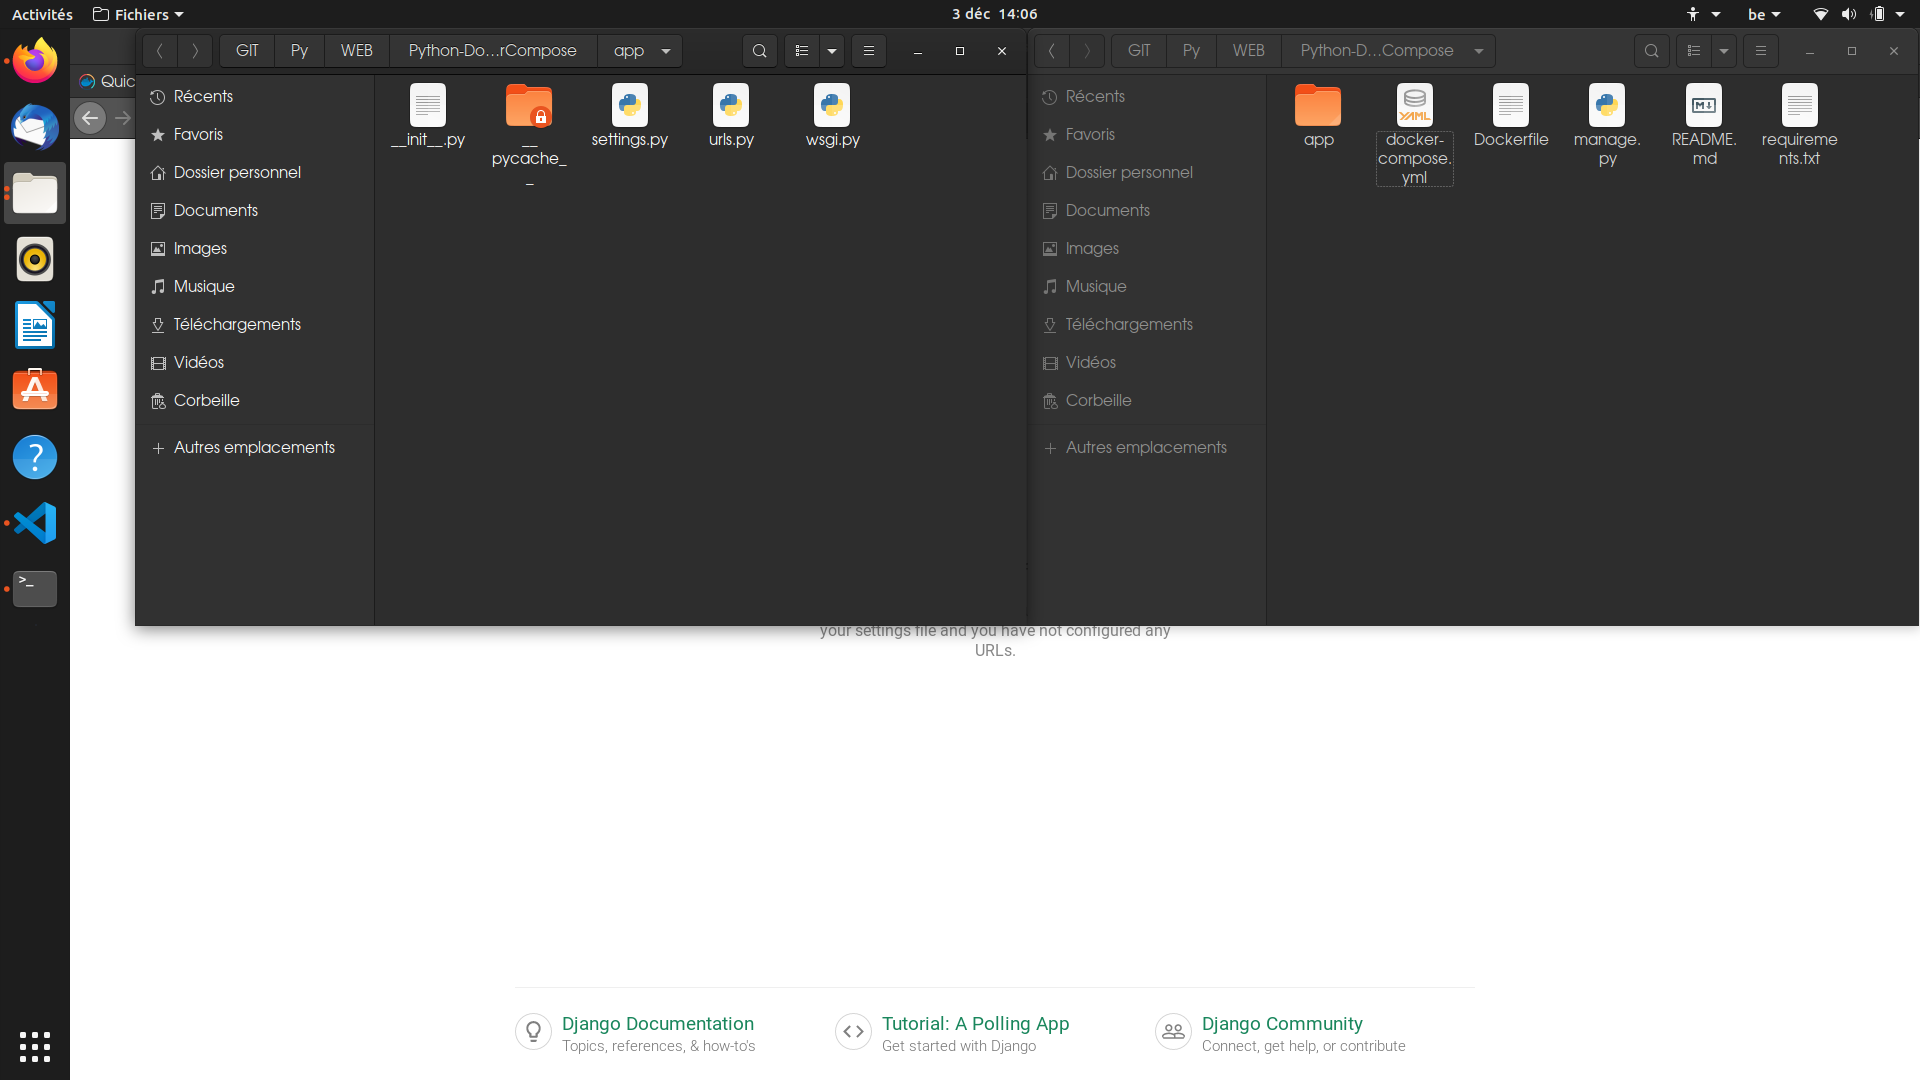 Activités
Fichiers
3 déc 14:06
be
GIT
Py
WEB
Python-Do...rCompose
app
GIT
Py
WEB
Python-D...Compose
Quic
Récents
Favoris
Dossier personnel
Documents
Images
Musique
Téléchargements
Vidéos
Corbeille
Autres emplacements
__init__.py
__
pycache_
_
settings.py
urls.py
wsgi.py
Récents
Favoris
Dossier personnel
Documents
Images
Musique
Téléchargements
Vidéos
Corbeille
Autres emplacements
app
docker-
compose.
yml
Dockerfile
manage.
py
README.
md
requireme
nts.txt
your settings file and you have not configured any
URLs.
Django Documentation
Topics, references, & how-to's
Tutorial: A Polling App
Get started with Django
Django Community
Connect, get help, or contribute